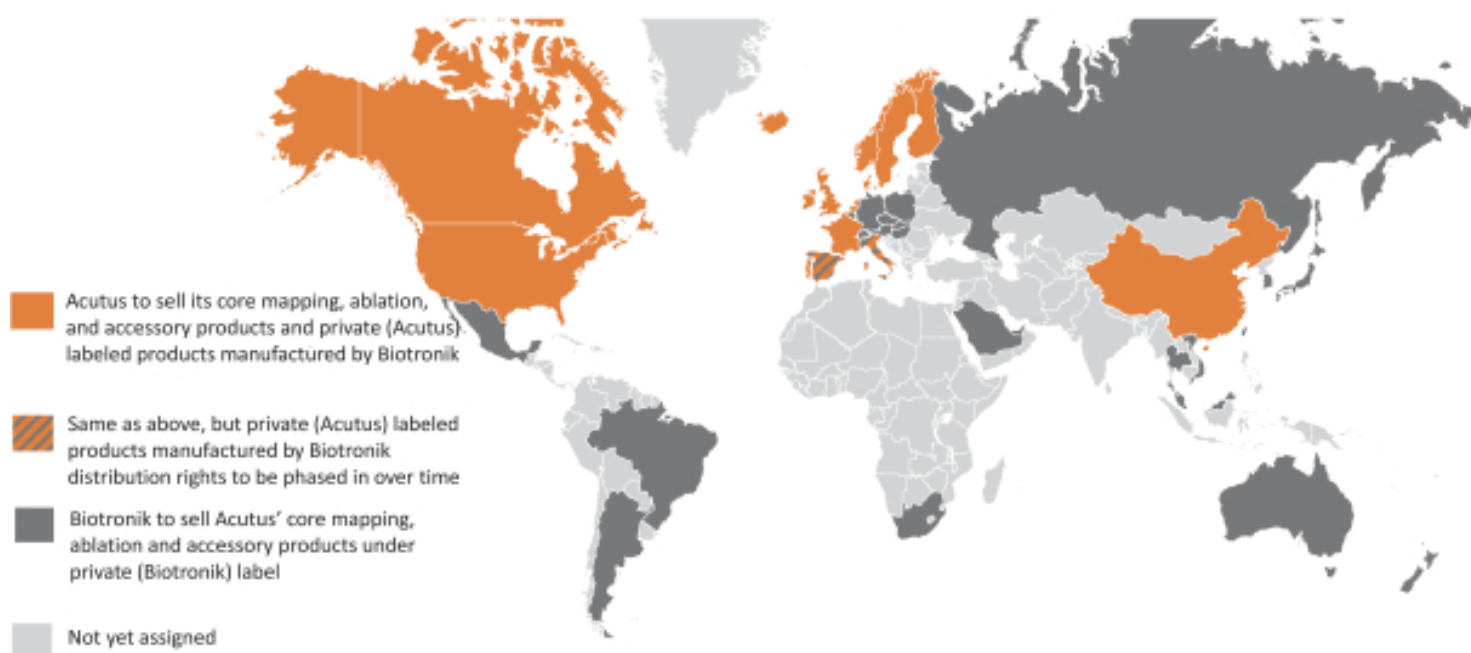 Acutus to sell its core mapping, ablation,
and accessory products and private (Acutus)
labeled products manufactured by Biotronik
Same as above, but private (Acutus) labeled
products manufactured by Biotronik
distribution rights to be phased in over time
Biotronik to sell Acutus’ core mapping,
ablation and accessory products under
private (Biotronik) label
Not yet assigned